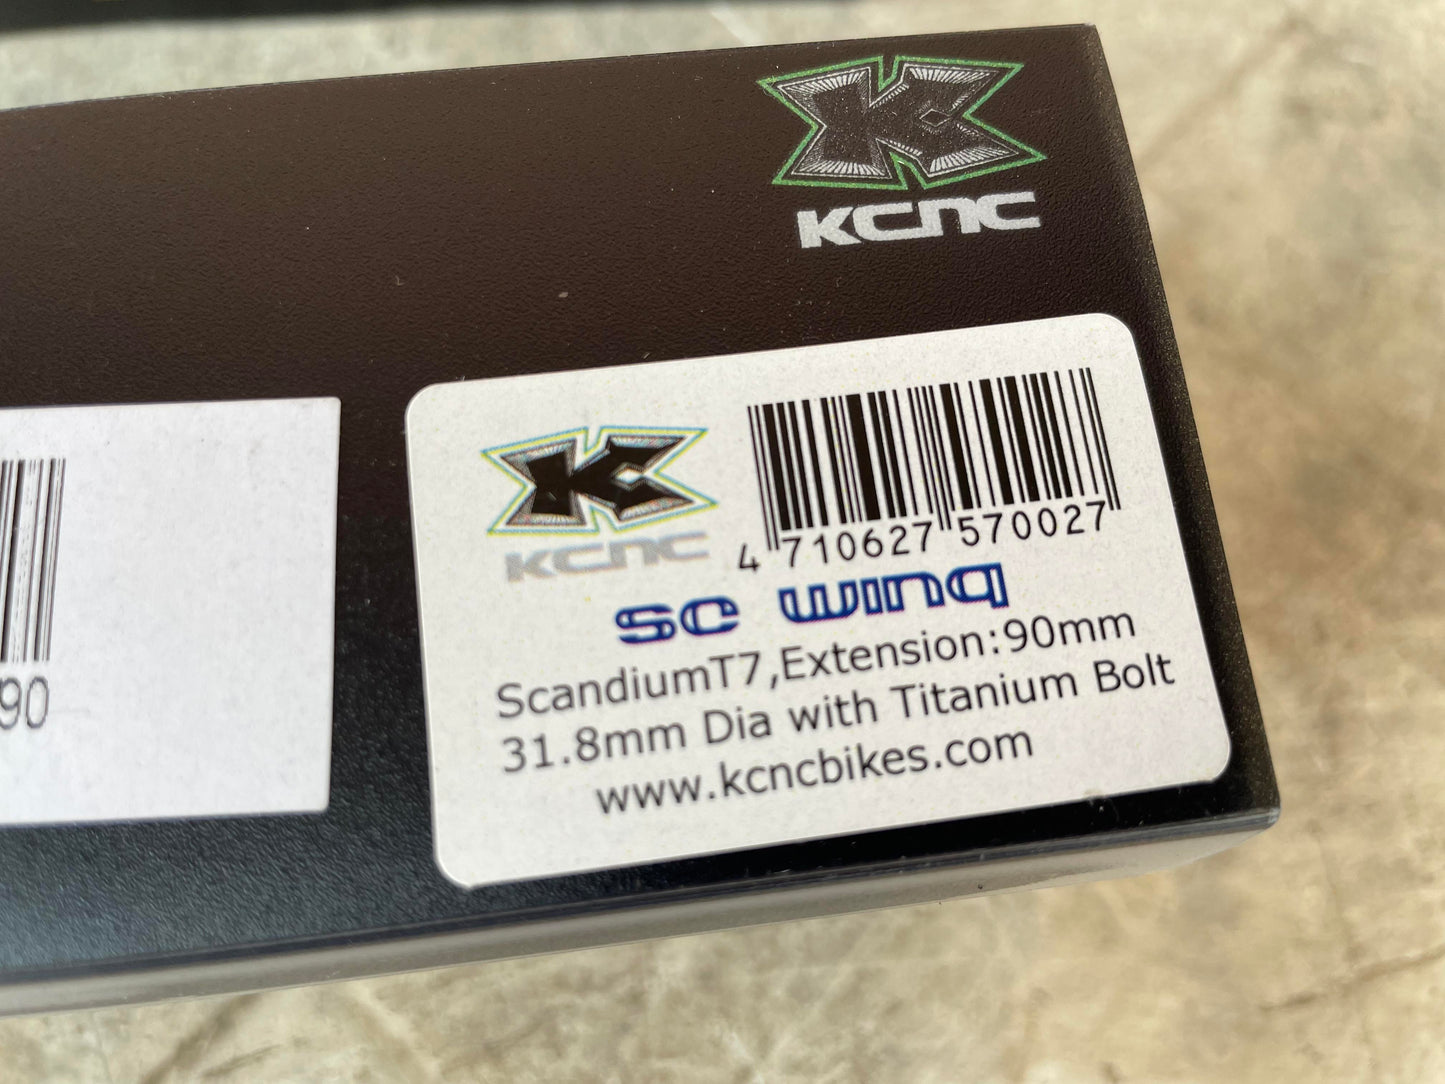 KCNC
KCNC
4 710627 570027
sc wing
ScandiumT7,Extension:90mm
31.8mm Dia with Titanium Bolt
www.kcncbikes.com
90